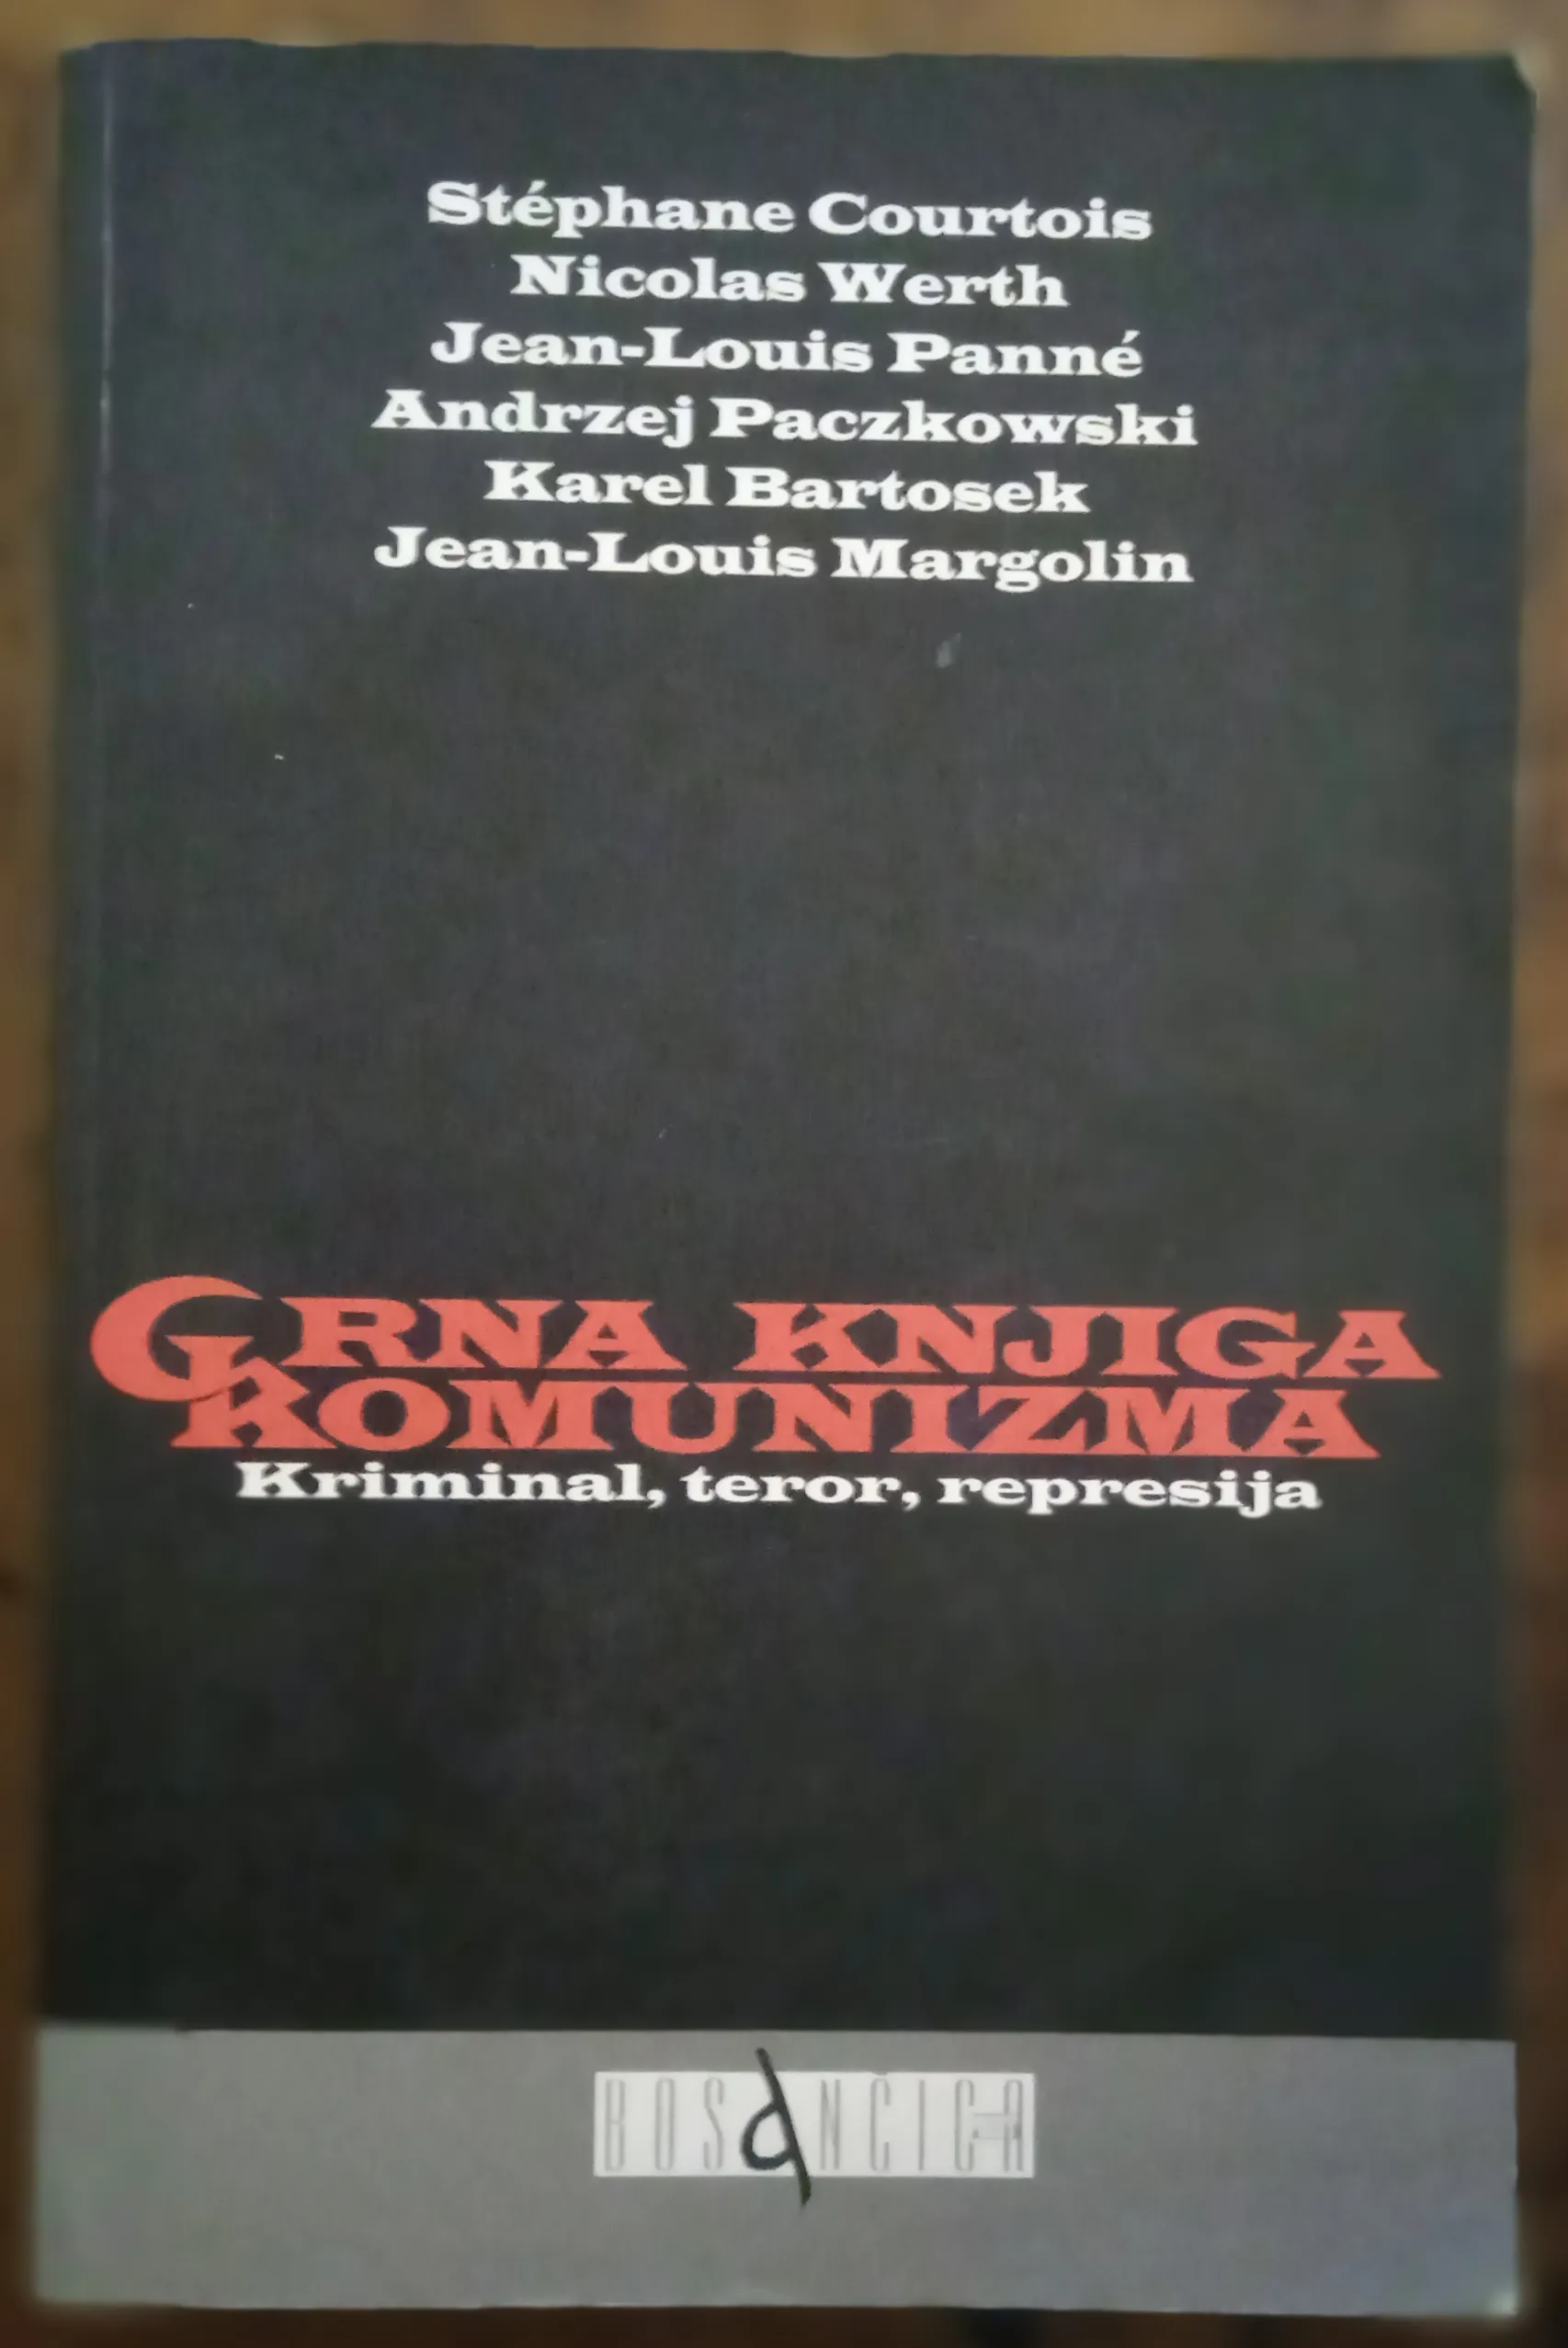 Stéphane Courtois
Nicolas Werth
Jean-Louis Panné
Andrzej Paczkowski
Karel Bartosek
Jean-Louis Margolin
CRNA KNJIGA
KOMUNIZMA
Kriminal, teror, represija
BOSANČICA